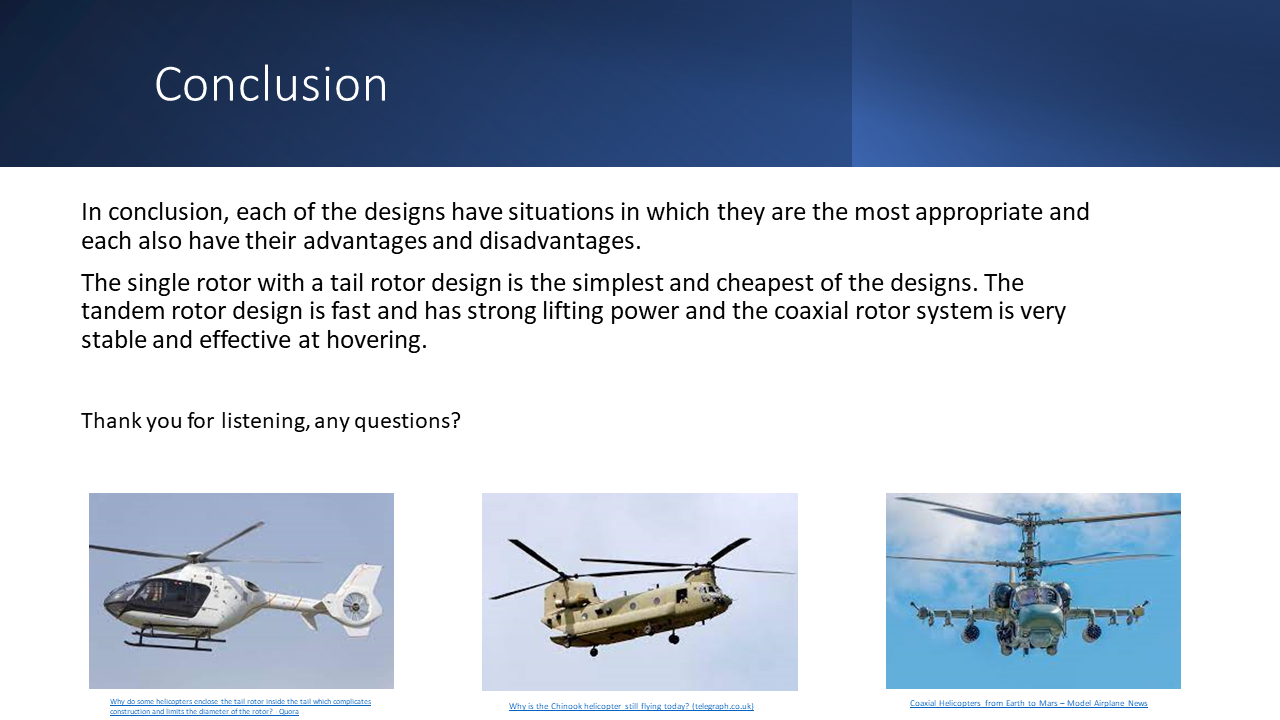 Conclusion
In conclusion, each of the designs have situations in which they are the most appropriate and
each also have their advantages and disadvantages.
The single rotor with a tail rotor design is the simplest and cheapest of the designs. The
tandem rotor design is fast and has strong lifting power and the coaxial rotor system is very
stable and effective at hovering.
Thank you for listening, any questions?
Why do some helicopters enclose the tail rotor inside the tail which complicates
construction and limits the diameter of the rotor? - Quora
Why is the Chinook helicopter still flying today? (telegraph.co.uk)
Coaxial Helicopters from Earth to Mars – Model Airplane News